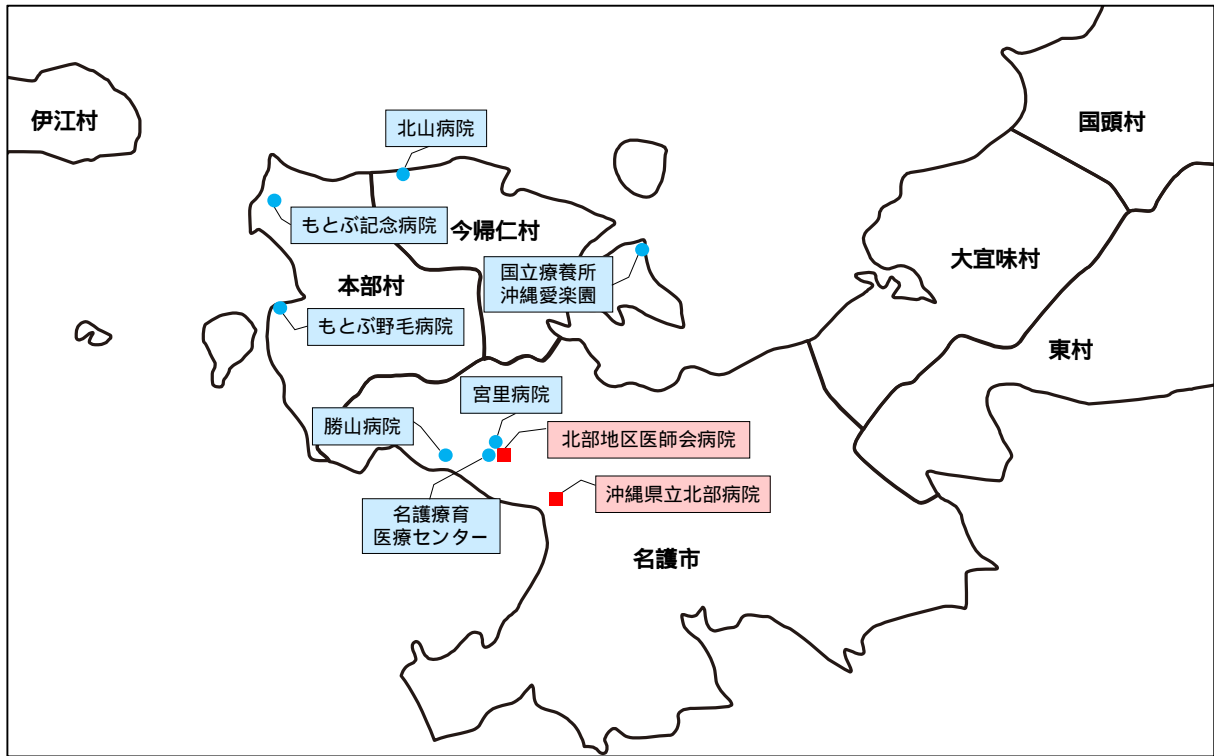 伊江村
北山病院
国頭村
もとぶ記念病院
今帰仁村
国立療養所
沖縄愛楽園
大宜味村
本部村
もとぶ野毛病院
東村
宮里病院
勝山病院
北部地区医師会病院
沖縄県立北部病院
名護療育
医療センター
名護市